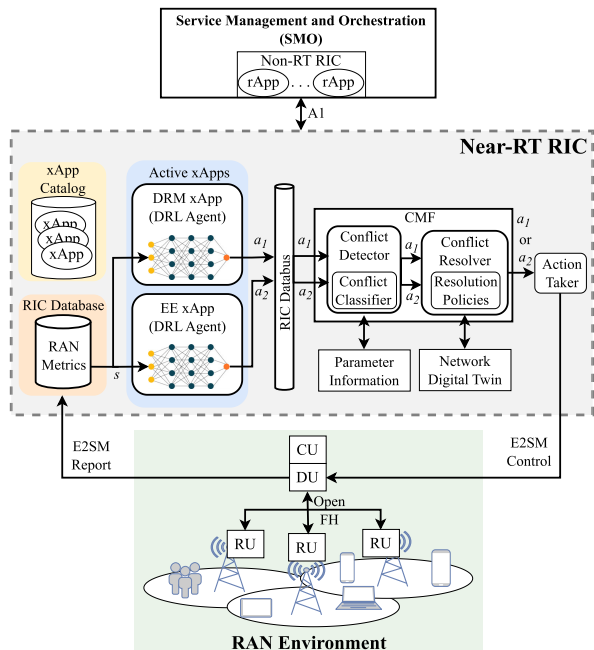 Service Management and Orchestration
(SMO)
Non-RT RIC
rApp . . . rApp
A1
Near-RT RIC
xApp
Catalog
xApp
xApp
xApp
Active xApps
DRM xApp
(DRL Agent)
EE xApp
(DRL Agent)
RIC Database
RAN
Metrics
s
a1
a2
RIC Databus
a1
a2
CMF
Conflict
Detector
Conflict
Classifier
a1
a2
Conflict
Resolver
Resolution
Policies
a1
or
a2
Action
Taker
Parameter
Information
Network
Digital Twin
E2SM
Report
E2SM
Control
CU
DU
Open
FH
RU
RU
RU
RAN Environment